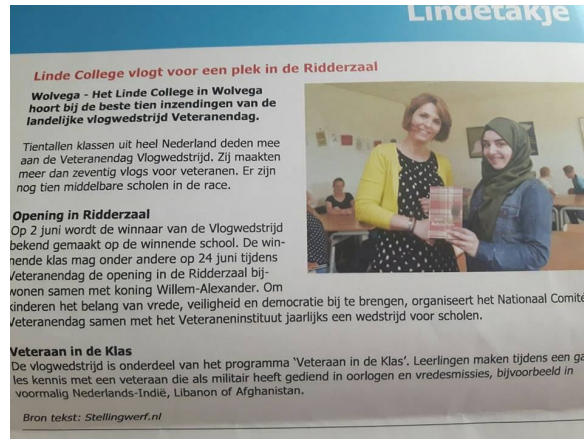 Lindetakje
Linde College vlogt voor een plek in de Ridderzaal
Wolvega - Het Linde College in Wolvega
hoort bij de beste tien inzendingen van de
landelijke vlogwedstrijd Veteranendag.
Tientallen klassen uit heel Nederland deden mee
aan de Veteranendag Vlogwedstrijd. Zij maakten
meer dan zeventig vlogs voor veteranen. Er zijn
nog tien middelbare scholen in de race.
Opening in Ridderzaal
Op 2 juni wordt de winnaar van de Vlogwedstrijd
bekend gemaakt op de winnende school. De win-
nende klas mag onder andere op 24 juni tijdens
Veteranendag de opening in de Ridderzaal bij-
wonen samen met koning Willem-Alexander. Om
kinderen het belang van vrede, veiligheid en democratie bij te brengen, organiseert het Nationaal Comité
Veteranendag samen met het Veteraneninstituut jaarlijks een wedstrijd voor scholen.
Veteraan in de Klas
De vlogwedstrijd is onderdeel van het programma ‘Veteraan in de Klas’. Leerlingen maken tijdens een ga
les kennis met een veteraan die als militair heeft gediend in oorlogen en vredesmissies, bijvoorbeeld in
voormalig Nederlands-Indië, Libanon of Afghanistan.
Bron tekst: Stellingwerf.nl